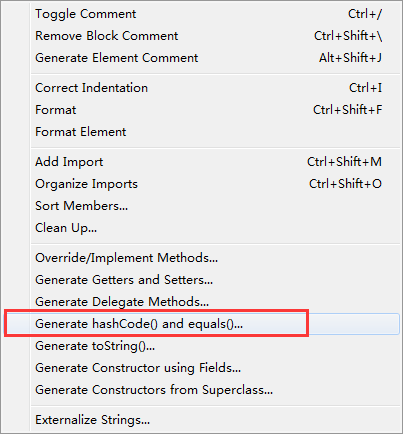 Toggle Comment Ctrl+/
Remove Block Comment Ctrl+Shift+\
Generate Element Comment Alt+Shift+J
Correct Indentation Ctrl+I
Format Ctrl+Shift+F
Format Element
Add Import Ctrl+Shift+M
Organize Imports Ctrl+Shift+O
Sort Members...
Clean Up...
Override/Implement Methods...
Generate Getters and Setters...
Generate Delegate Methods...
Generate hashCode() and equals()...
Generate toString()...
Generate Constructor using Fields...
Generate Constructors from Superclass...
Externalize Strings...